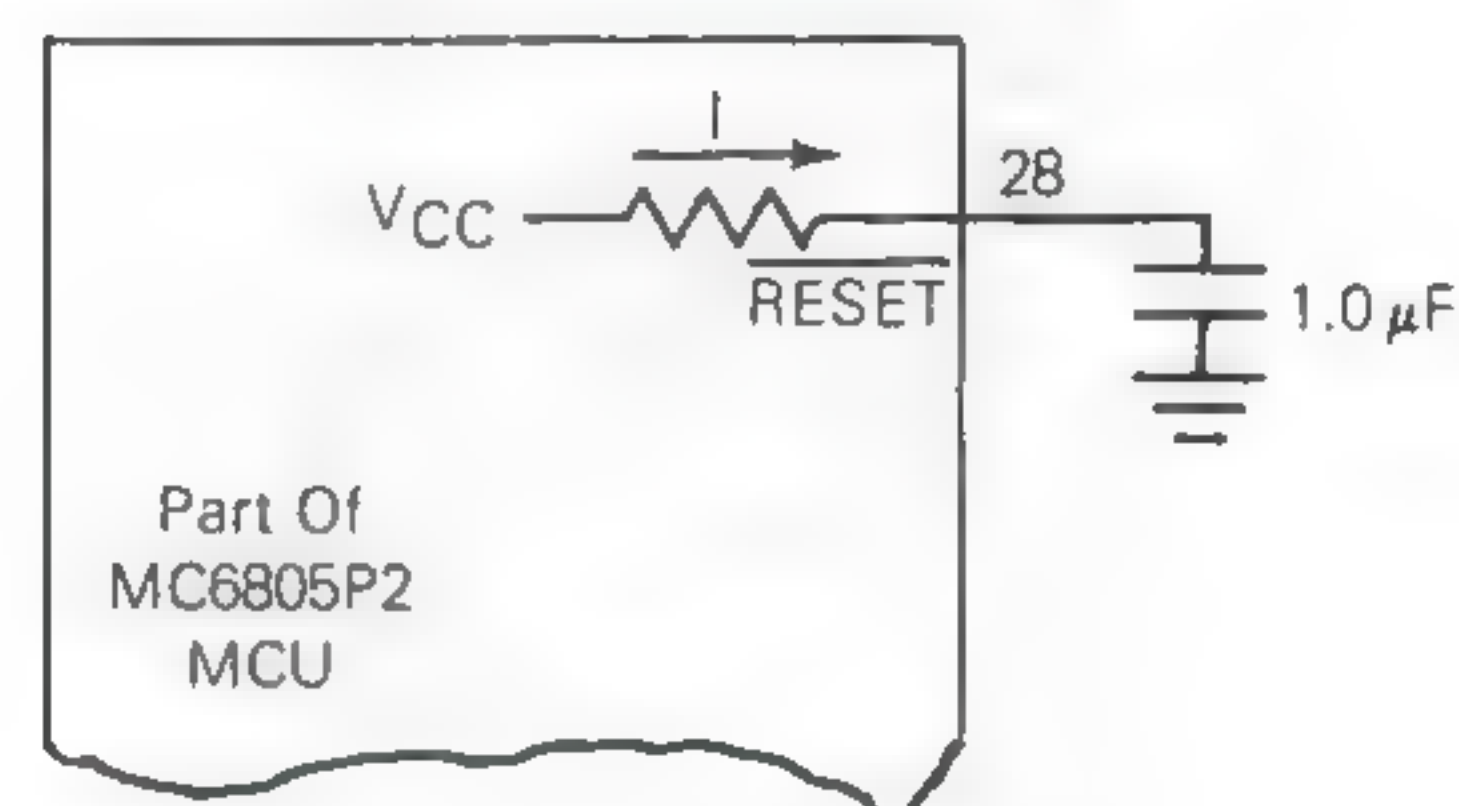 I
28
VCC
RESET
1.0 μF
Part Of
MC6805P2
MCU